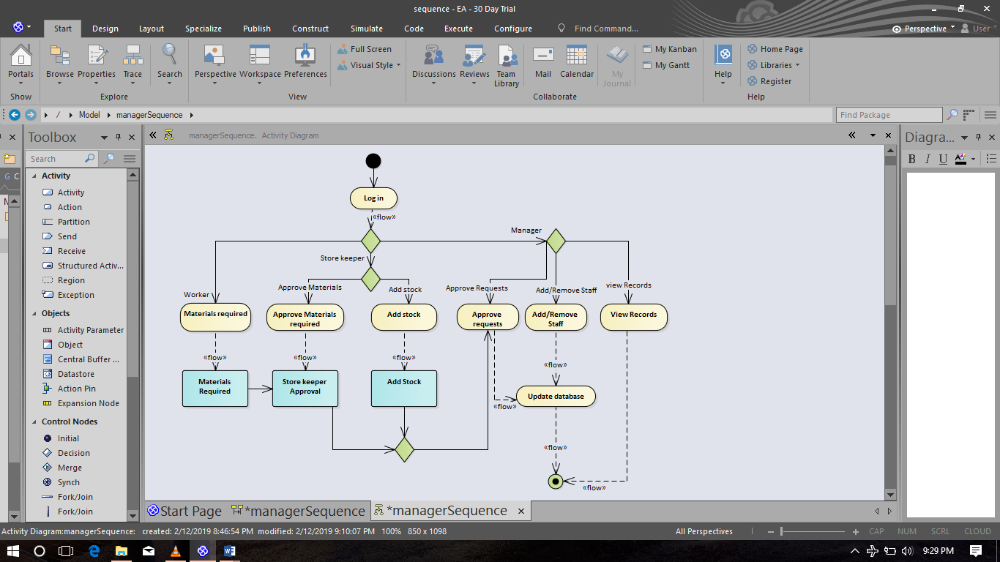 sequence - EA - 30 Day Trial
Start Design Layout Specialize Publish Construct Simulate Code Execute Configure Find Command... Perspective User
Full Screen My Kanban Home Page
Visual Style My Gantt Libraries
Portals Browse Properties Trace Search Perspective Workspace Preferences Discussions Reviews Team Library Mail Calendar My Journal Help Register
Show Explore View Collaborate Help
/ Model managerSequence Find Package
Toolbox managerSequence. Activity Diagram Diagra...
Search B I U A
G C
Activity
Activity
Action
Partition
Send
Receive
Structured Activ...
Region
Exception
Objects
Activity Parameter
Object
Central Buffer ...
Datastore
Action Pin
Expansion Node
Control Nodes
Initial
Decision
Merge
Synch
Fork/Join
Fork/Join
Log in
«flow»
Manager
Store keeper
Worker
Approve Materials
Add stock
Approve Requests
Add/Remove Staff
view Records
Materials required
Approve Materials
required
Add stock
Approve
requests
Add/Remove
Staff
View Records
«flow»
«flow»
«flow»
«flow»
Materials
Required
Store keeper
Approval
Add Stock
Update database
«flow»
«flow»
«flow»
Start Page *managerSequence *managerSequence
Activity Diagram:managerSequence: created: 2/12/2019 8:46:54 PM modified: 2/12/2019 9:10:07 PM 100% 850 x 1098 All Perspectives CAP NUM SCRL CLOUD
9:29 PM